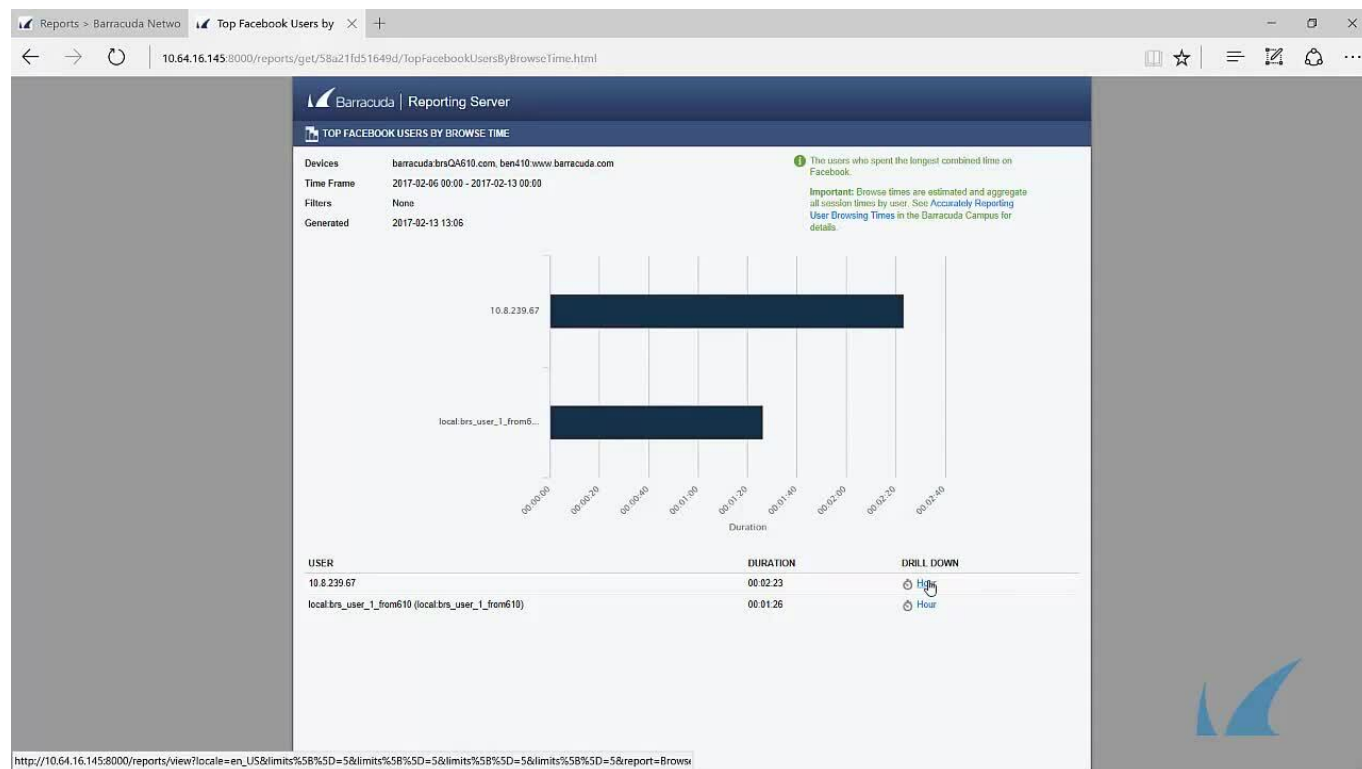 Reports > Barracuda Netwo
Top Facebook Users by
10.64.16.145:8000/reports/get/58a21fd51649d/TopFacebookUsersByBrowseTime.html
Barracuda | Reporting Server
TOP FACEBOOK USERS BY BROWSE TIME
Devices barracuda:brsQA610.com, ben410:www.barracuda.com
Time Frame 2017-02-06 00:00 - 2017-02-13 00:00
Filters None
Generated 2017-02-13 13:06
The users who spent the longest combined time on
Facebook.
Important: Browse times are estimated and aggregate
all session times by user. See Accurately Reporting
User Browsing Times in the Barracuda Campus for
details.
10.8.239.67
local:brs_user_1_from6...
00:00:00 00:00:20 00:00:40 00:01:00 00:01:20 00:01:40 00:02:00 00:02:20 00:02:40
Duration
USER DURATION DRILL DOWN
10.8.239.67 00:02:23 Hour
local:brs_user_1_from610 (local:brs_user_1_from610) 00:01:26 Hour
http://10.64.16.145:8000/reports/view?locale=en_US&limits%5B%5D=5&limits%5B%5D=5&limits%5B%5D=5&limits%5B%5D=5&report=Browse